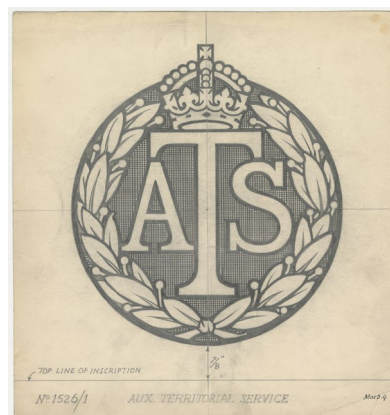 ATS
7/8"
TOP LINE OF INSCRIPTION
Nº 1526/1 AUX. TERRITORIAL SERVICE